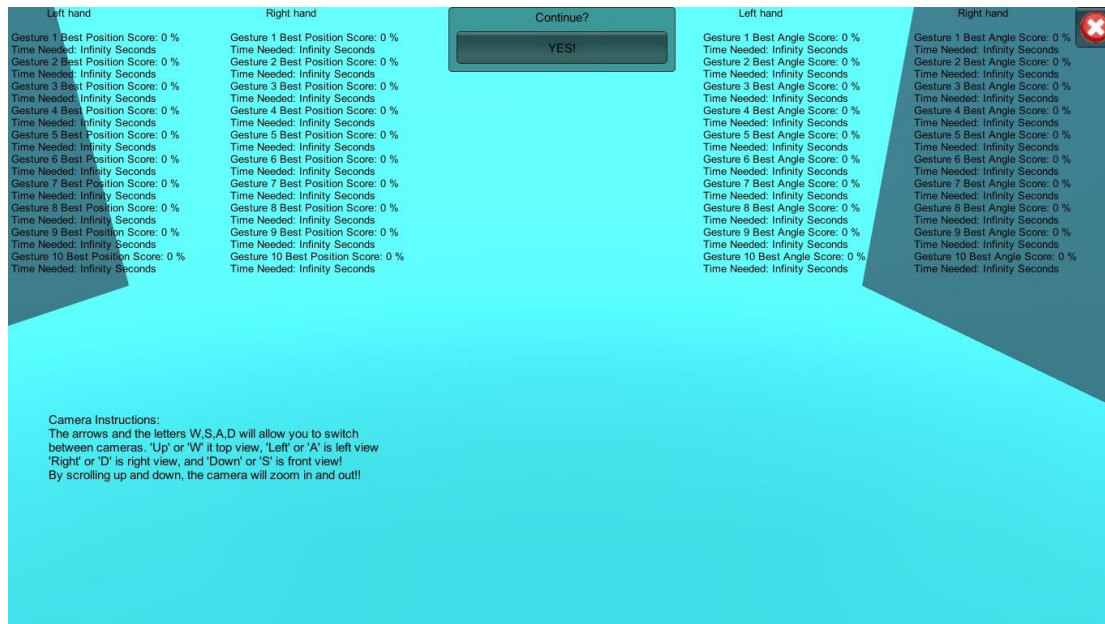 Left hand
Gesture 1 Best Position Score: 0 %
Time Needed: Infinity Seconds
Gesture 2 Best Position Score: 0 %
Time Needed: Infinity Seconds
Gesture 3 Best Position Score: 0 %
Time Needed: Infinity Seconds
Gesture 4 Best Position Score: 0 %
Time Needed: Infinity Seconds
Gesture 5 Best Position Score: 0 %
Time Needed: Infinity Seconds
Gesture 6 Best Position Score: 0 %
Time Needed: Infinity Seconds
Gesture 7 Best Position Score: 0 %
Time Needed: Infinity Seconds
Gesture 8 Best Position Score: 0 %
Time Needed: Infinity Seconds
Gesture 9 Best Position Score: 0 %
Time Needed: Infinity Seconds
Gesture 10 Best Position Score: 0 %
Time Needed: Infinity Seconds
Right hand
Gesture 1 Best Position Score: 0 %
Time Needed: Infinity Seconds
Gesture 2 Best Position Score: 0 %
Time Needed: Infinity Seconds
Gesture 3 Best Position Score: 0 %
Time Needed: Infinity Seconds
Gesture 4 Best Position Score: 0 %
Time Needed: Infinity Seconds
Gesture 5 Best Position Score: 0 %
Time Needed: Infinity Seconds
Gesture 6 Best Position Score: 0 %
Time Needed: Infinity Seconds
Gesture 7 Best Position Score: 0 %
Time Needed: Infinity Seconds
Gesture 8 Best Position Score: 0 %
Time Needed: Infinity Seconds
Gesture 9 Best Position Score: 0 %
Time Needed: Infinity Seconds
Gesture 10 Best Position Score: 0 %
Time Needed: Infinity Seconds
Continue?
YES!
Left hand
Gesture 1 Best Angle Score: 0 %
Time Needed: Infinity Seconds
Gesture 2 Best Angle Score: 0 %
Time Needed: Infinity Seconds
Gesture 3 Best Angle Score: 0 %
Time Needed: Infinity Seconds
Gesture 4 Best Angle Score: 0 %
Time Needed: Infinity Seconds
Gesture 5 Best Angle Score: 0 %
Time Needed: Infinity Seconds
Gesture 6 Best Angle Score: 0 %
Time Needed: Infinity Seconds
Gesture 7 Best Angle Score: 0 %
Time Needed: Infinity Seconds
Gesture 8 Best Angle Score: 0 %
Time Needed: Infinity Seconds
Gesture 9 Best Angle Score: 0 %
Time Needed: Infinity Seconds
Gesture 10 Best Angle Score: 0 %
Time Needed: Infinity Seconds
Right hand
Gesture 1 Best Angle Score: 0 %
Time Needed: Infinity Seconds
Gesture 2 Best Angle Score: 0 %
Time Needed: Infinity Seconds
Gesture 3 Best Angle Score: 0 %
Time Needed: Infinity Seconds
Gesture 4 Best Angle Score: 0 %
Time Needed: Infinity Seconds
Gesture 5 Best Angle Score: 0 %
Time Needed: Infinity Seconds
Gesture 6 Best Angle Score: 0 %
Time Needed: Infinity Seconds
Gesture 7 Best Angle Score: 0 %
Time Needed: Infinity Seconds
Gesture 8 Best Angle Score: 0 %
Time Needed: Infinity Seconds
Gesture 9 Best Angle Score: 0 %
Time Needed: Infinity Seconds
Gesture 10 Best Angle Score: 0 %
Time Needed: Infinity Seconds
Camera Instructions:
The arrows and the letters W,S,A,D will allow you to switch
between cameras. 'Up' or 'W' it top view, 'Left' or 'A' is left view
'Right' or 'D' is right view, and 'Down' or 'S' is front view!
By scrolling up and down, the camera will zoom in and out!!